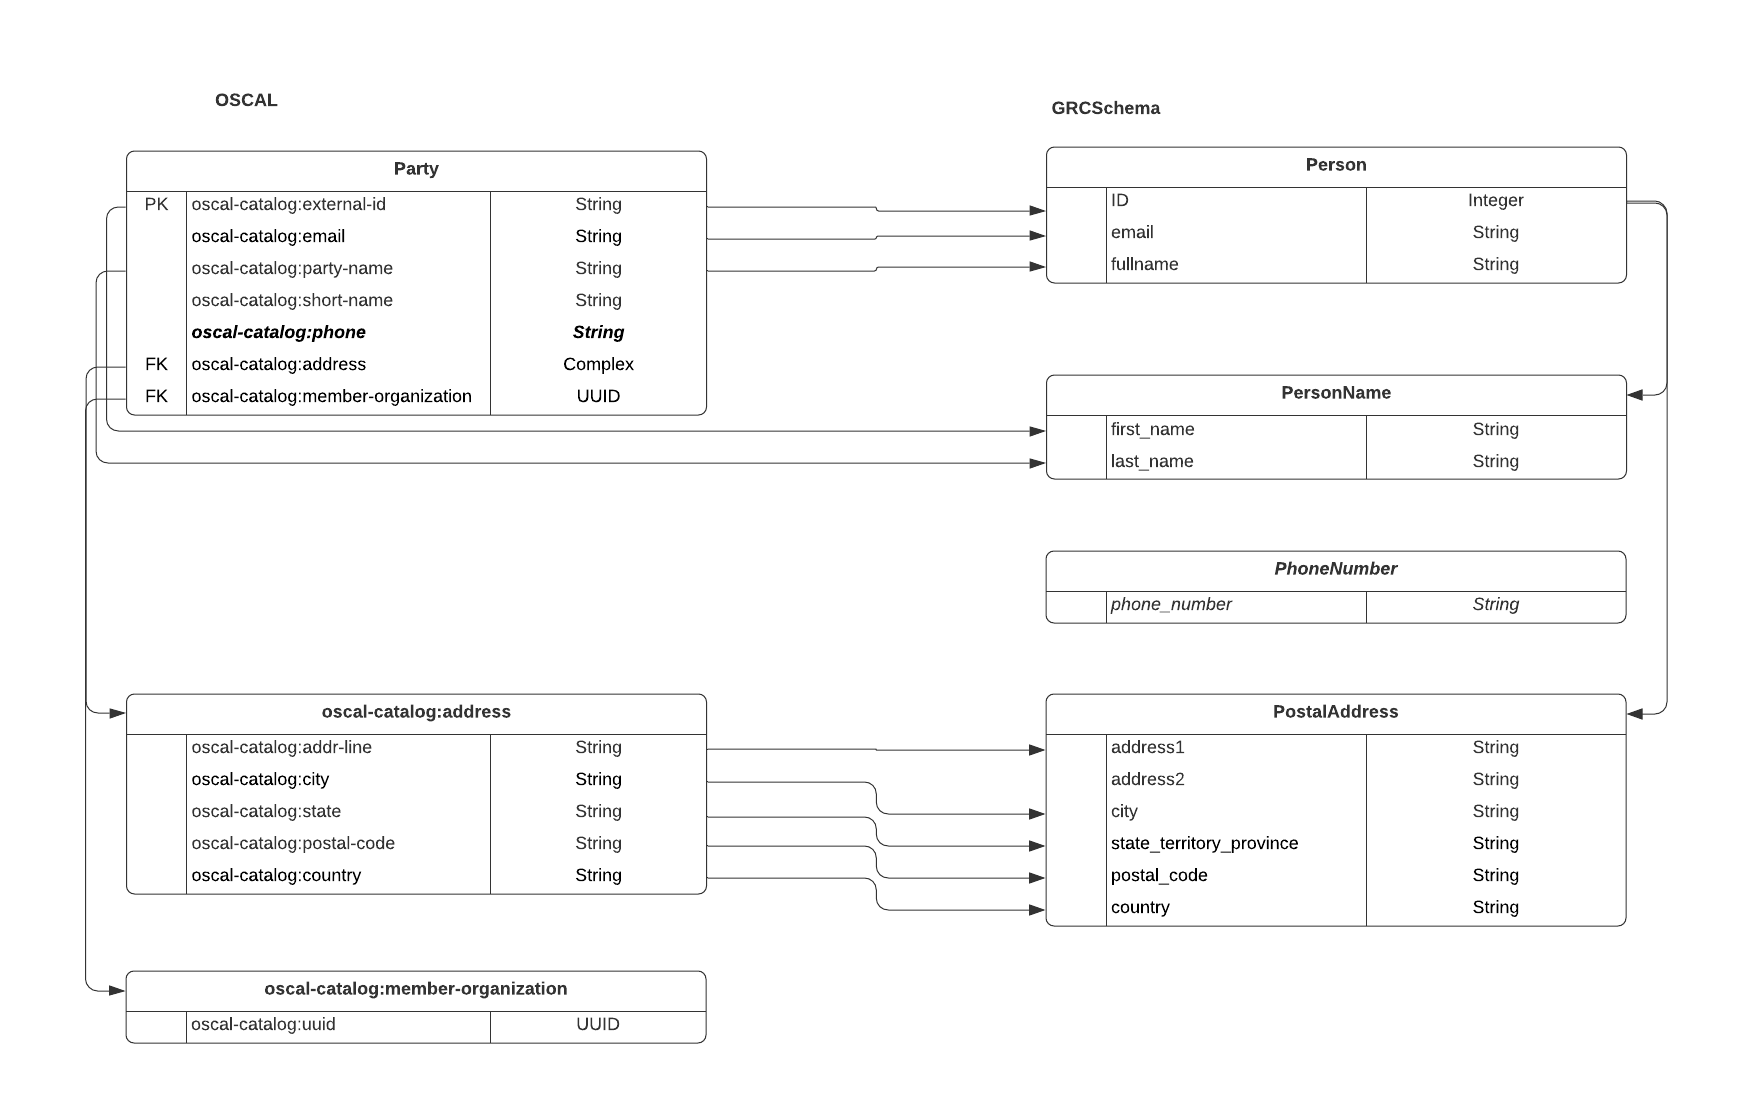 OSCAL
GRCSchema
Party
PK oscal-catalog:external-id String
oscal-catalog:email String
oscal-catalog:party-name String
oscal-catalog:short-name String
oscal-catalog:phone String
FK oscal-catalog:address Complex
FK oscal-catalog:member-organization UUID
Person
ID Integer
email String
fullname String
PersonName
first_name String
last_name String
PhoneNumber
phone_number String
oscal-catalog:address
oscal-catalog:addr-line String
oscal-catalog:city String
oscal-catalog:state String
oscal-catalog:postal-code String
oscal-catalog:country String
PostalAddress
address1 String
address2 String
city String
state_territory_province String
postal_code String
country String
oscal-catalog:member-organization
oscal-catalog:uuid UUID